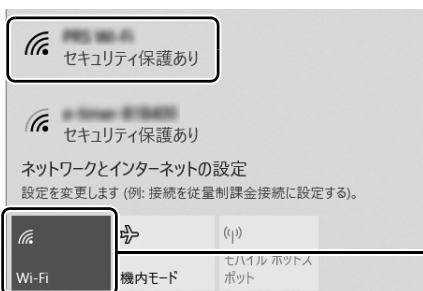 セキュリティ保護あり
セキュリティ保護あり
ネットワークとインターネットの設定
設定を変更します (例: 接続を従量制課金接続に設定する)。
Wi-Fi
機内モード
モバイル ホットス
ポット